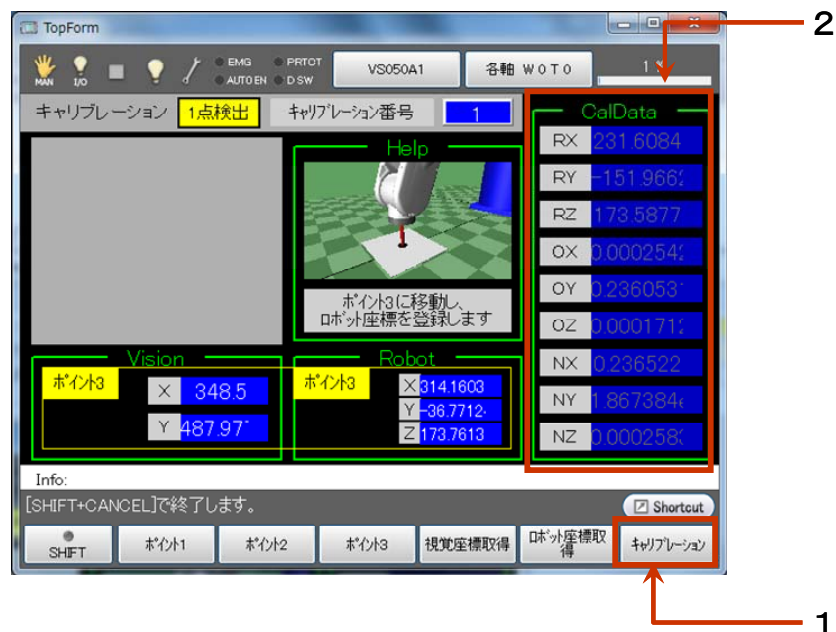 TopForm
2
MAN
I/O
EMG
AUTO EN
PRTOT
D SW
VS050A1
各軸 W0T0
1 %
キャリブレーション
1点検出
キャリブレーション番号
1
CalData
RX 231.6084
RY
RZ 173.5877
OX 0.000254
OY 0.236053
OZ 0.000171
NX 0.236522
NY 1.867384
NZ 0.000258
Help
ポイント3に移動し、
ロボット座標を登録します
Vision
ポイント3
X 348.5
Y 487.97
Robot
ポイント3
X 314.1603
Y -36.7712
Z 173.7613
Info:
[SHIFT+CANCEL]で終了します。
Shortcut
SHIFT
ポイント1
ポイント2
ポイント3
視覚座標取得
ロボット座標取
得
キャリブレーション
1